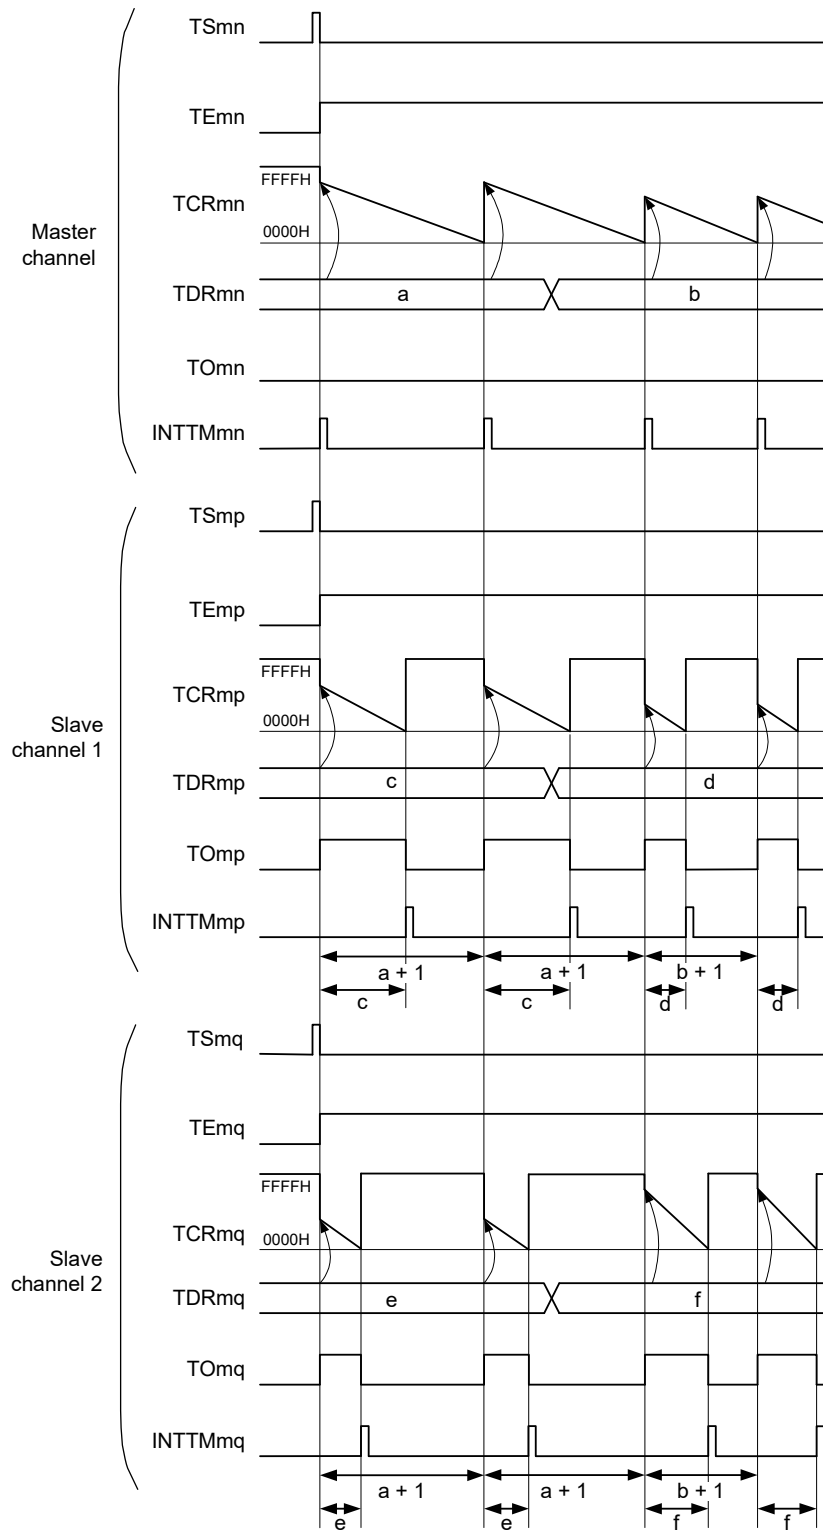 TSmn
TEmn
FFFFH
TCRmn
0000H
Master
channel
TDRmn
a
b
TOmn
INTTMmn
TSmp
TEmp
FFFFH
TCRmp
0000H
Slave
channel 1
TDRmp
c
d
TOmp
INTTMmp
a + 1
a + 1
b + 1
c
c
d
d
TSmq
TEmq
FFFFH
TCRmq
0000H
Slave
channel 2
TDRmq
e
f
TOmq
INTTMmq
a + 1
a + 1
b + 1
e
e
f
f